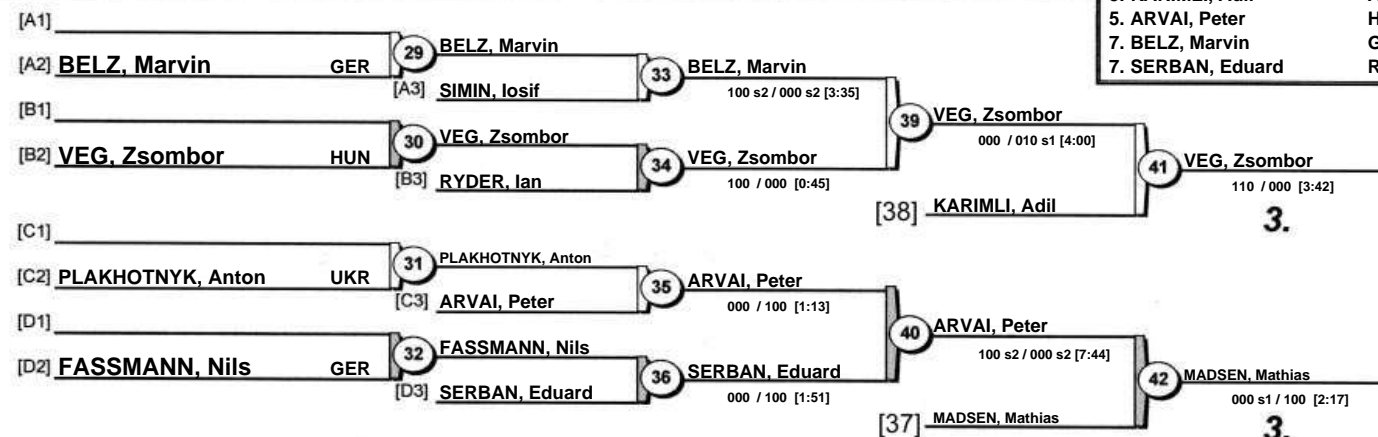 5. ARVAI, Peter H
7. BELZ, Marvin G
7. SERBAN, Eduard R
[A1]
[A2] BELZ, Marvin GER
29 BELZ, Marvin
[A3] SIMIN, Iosif
33 BELZ, Marvin
100 s2 / 000 s2 [3:35]
[B1]
[B2] VEG, Zsombor HUN
30 VEG, Zsombor
[B3] RYDER, Ian
34 VEG, Zsombor
100 / 000 [0:45]
39 VEG, Zsombor
000 / 010 s1 [4:00]
[38] KARIMLI, Adil
41 VEG, Zsombor
110 / 000 [3:42]
3.
[C1]
[C2] PLAKHOTNYK, Anton UKR
31 PLAKHOTNYK, Anton
[C3] ARVAI, Peter
35 ARVAI, Peter
000 / 100 [1:13]
[D1]
[D2] FASSMANN, Nils GER
32 FASSMANN, Nils
[D3] SERBAN, Eduard
36 SERBAN, Eduard
000 / 100 [1:51]
40 ARVAI, Peter
100 s2 / 000 s2 [7:44]
[37] MADSEN, Mathias
42 MADSEN, Mathias
000 s1 / 100 [2:17]
3.